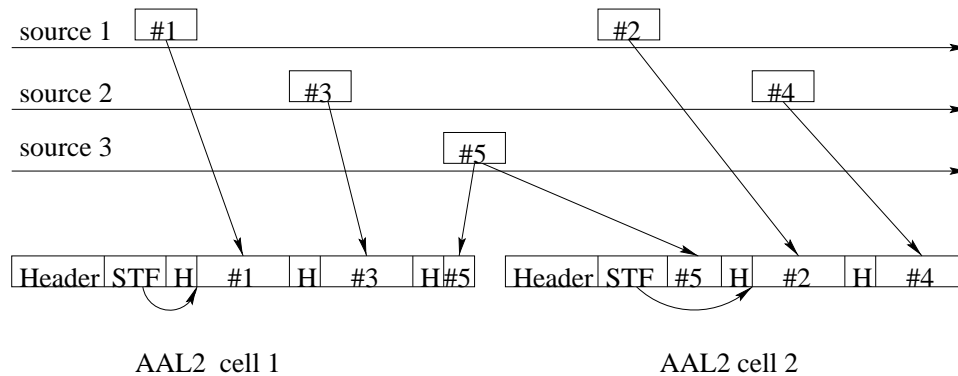 source 1 #1 #2
source 2 #3 #4
source 3 #5
Header STF H #1 H #3 H #5 Header STF #5 H #2 H #4
AAL2 cell 1 AAL2 cell 2